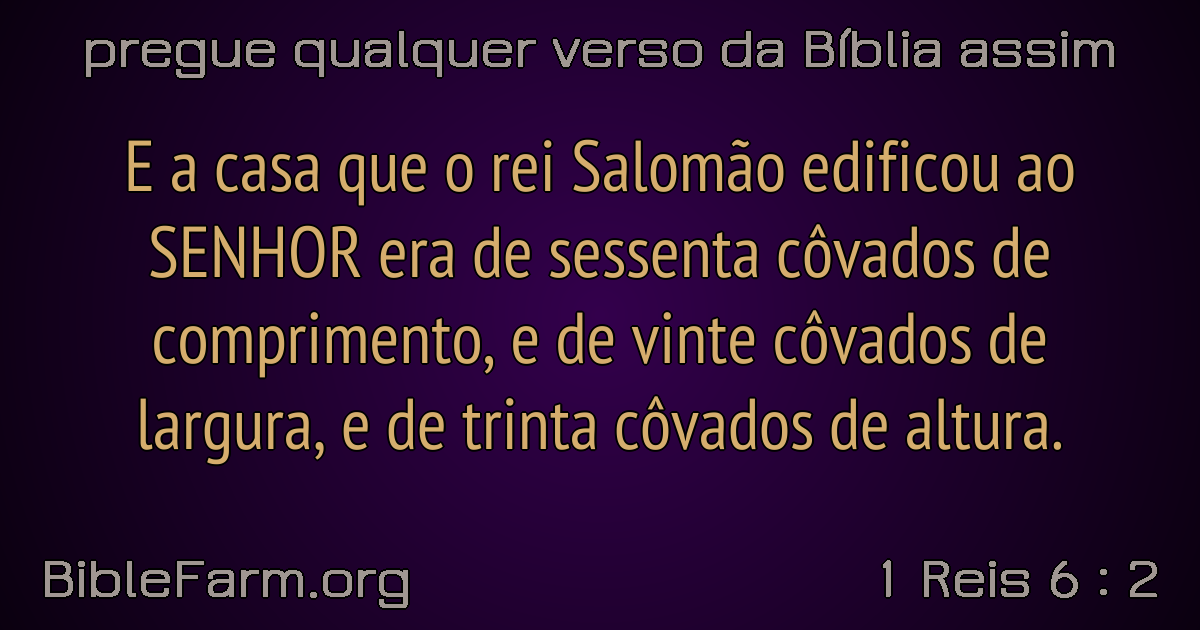 pregue qualquer verso da Bíblia assim
E a casa que o rei Salomão edificou ao
SENHOR era de sessenta côvados de
comprimento, e de vinte côvados de
largura, e de trinta côvados de altura.
BibleFarm.org
1 Reis 6 : 2